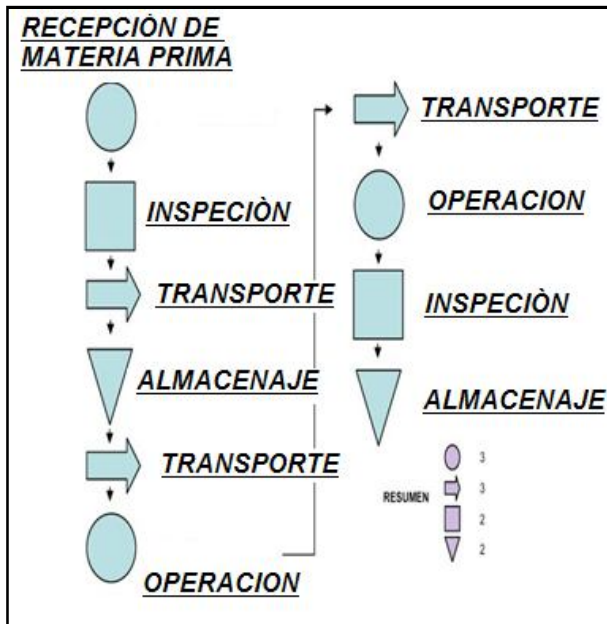 RECEPCIÒN DE
MATERIA PRIMA
INSPECIÒN
TRANSPORTE
ALMACENAJE
TRANSPORTE
OPERACION
TRANSPORTE
OPERACION
INSPECIÒN
ALMACENAJE
RESUMEN
3
3
2
2